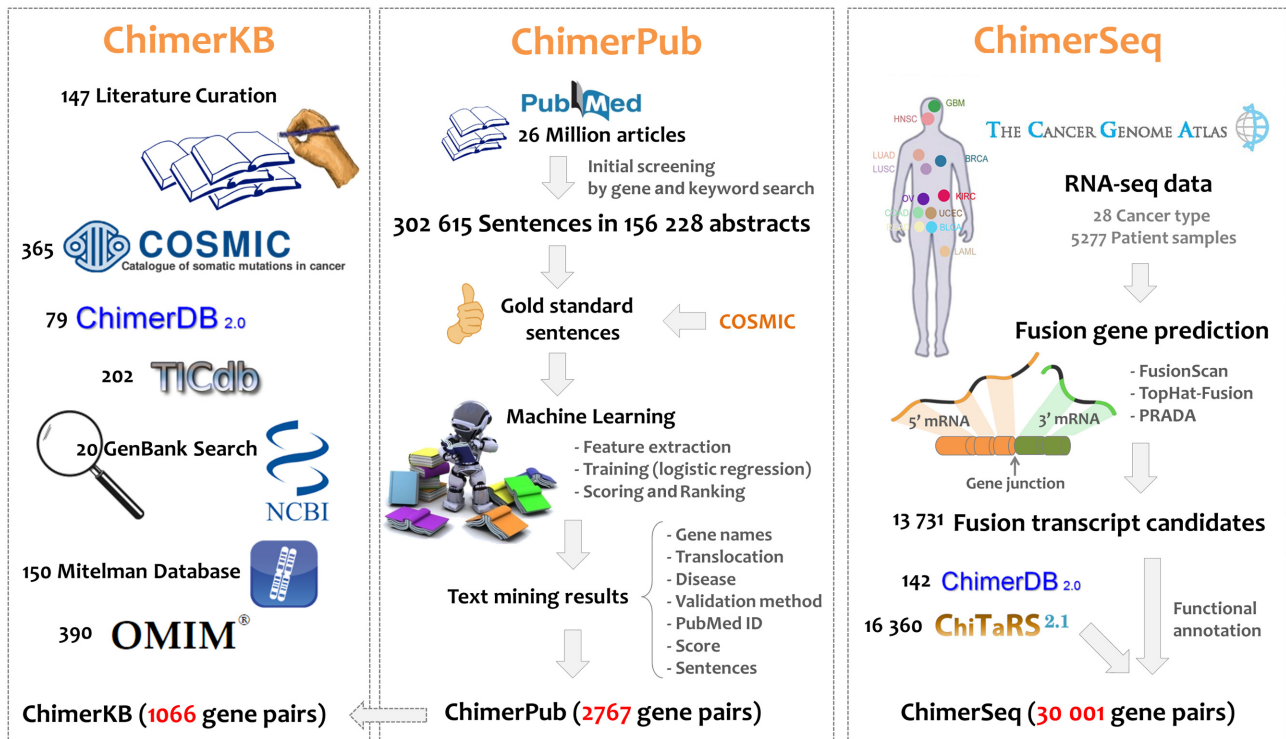 ChimerKB
147 Literature Curation
365 COSMIC
Catalogue of somatic mutations in cancer
79 ChimerDB 2.0
202 TICdb
20 GenBank Search
NCBI
150 Mitelman Database
390 OMIM®
ChimerKB (1066 gene pairs)
ChimerPub
PubMed
26 Million articles
Initial screening
by gene and keyword search
302 615 Sentences in 156 228 abstracts
Gold standard
sentences
COSMIC
Machine Learning
- Feature extraction
- Training (logistic regression)
- Scoring and Ranking
Text mining results
- Gene names
- Translocation
- Disease
- Validation method
- PubMed ID
- Score
- Sentences
ChimerPub (2767 gene pairs)
ChimerSeq
GBM
HNSC
LUAD
BRCA
LUSC
OV
KIRC
UCEC
BLCA
LAML
THE CANCER GENOME ATLAS
RNA-seq data
28 Cancer type
5277 Patient samples
Fusion gene prediction
- FusionScan
- TopHat-Fusion
- PRADA
5' mRNA
3' mRNA
Gene junction
13 731 Fusion transcript candidates
142 ChimerDB 2.0
16 360 ChiTaRS 2.1
Functional
annotation
ChimerSeq (30 001 gene pairs)